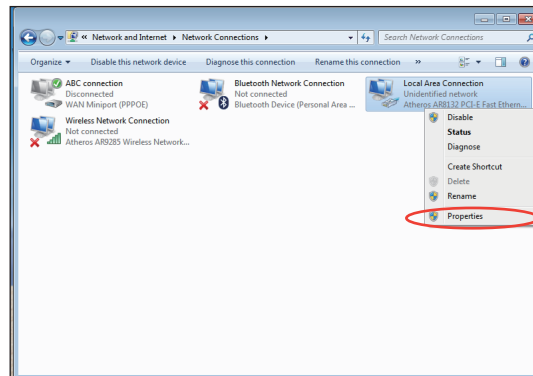 « Network and Internet ▸ Network Connections ▸
Search Network Connections
Organize ▾ Disable this network device Diagnose this connection Rename this connection »
ABC connection
Disconnected
WAN Miniport (PPPOE)
Bluetooth Network Connection
Not connected
Bluetooth Device (Personal Area ...
Local Area Connection
Unidentified network
Atheros AR8132 PCI-E Fast Ethern...
Wireless Network Connection
Not connected
Atheros AR9285 Wireless Network...
Disable
Status
Diagnose
Create Shortcut
Delete
Rename
Properties